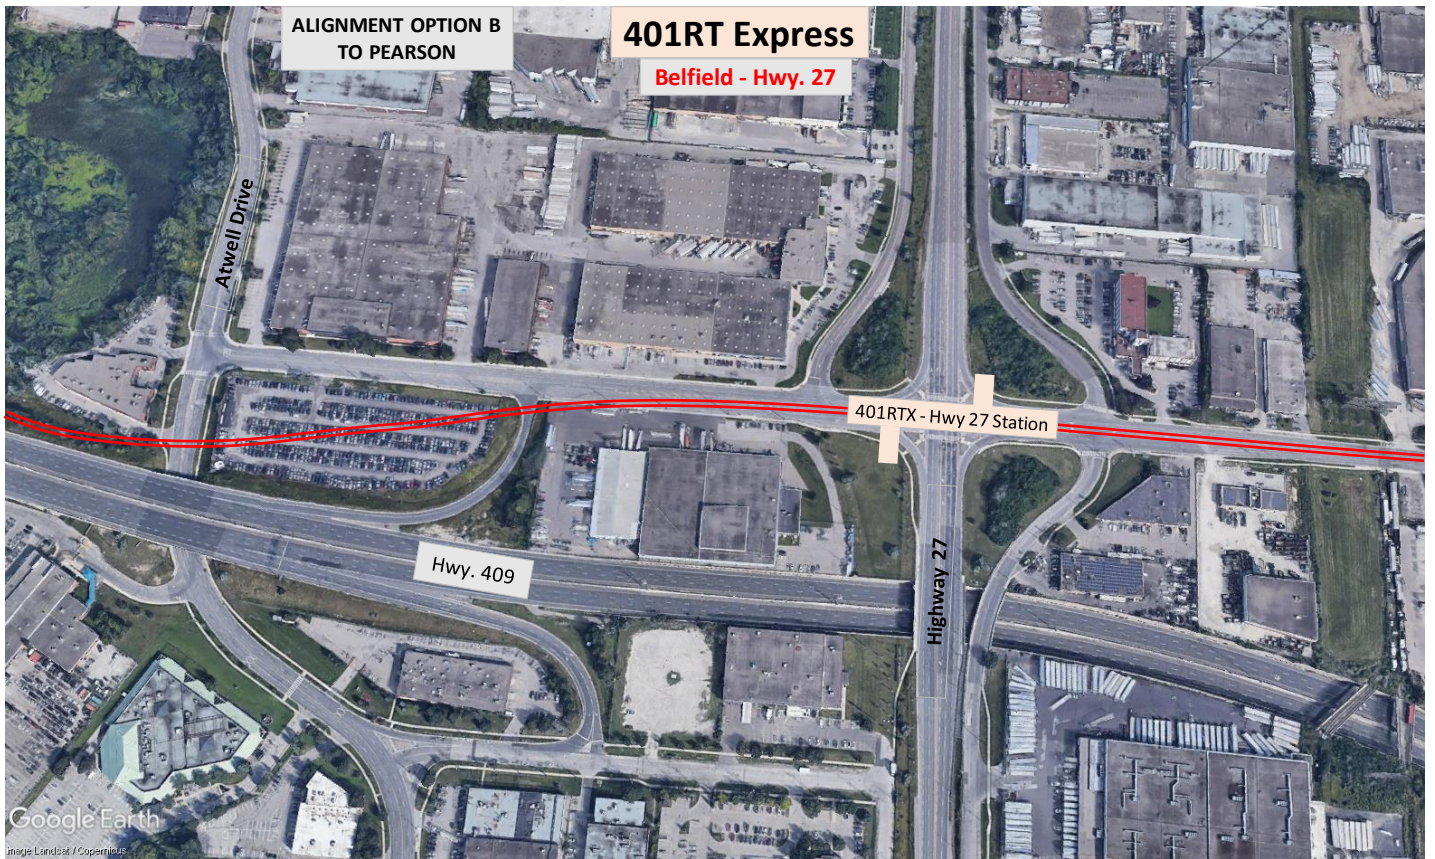 ALIGNMENT OPTION B
TO PEARSON
401RT Express
Belfield - Hwy. 27
Atwell Drive
401RTX - Hwy 27 Station
Hwy. 409
Highway 27
Google Earth
Image Landsat / Copernicus